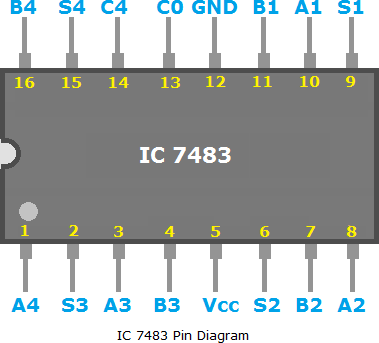 B4 S4 C4 C0 GND B1 A1 S1
16 15 14 13 12 11 10 9
IC 7483
1 2 3 4 5 6 7 8
A4 S3 A3 B3 Vcc S2 B2 A2
IC 7483 Pin Diagram